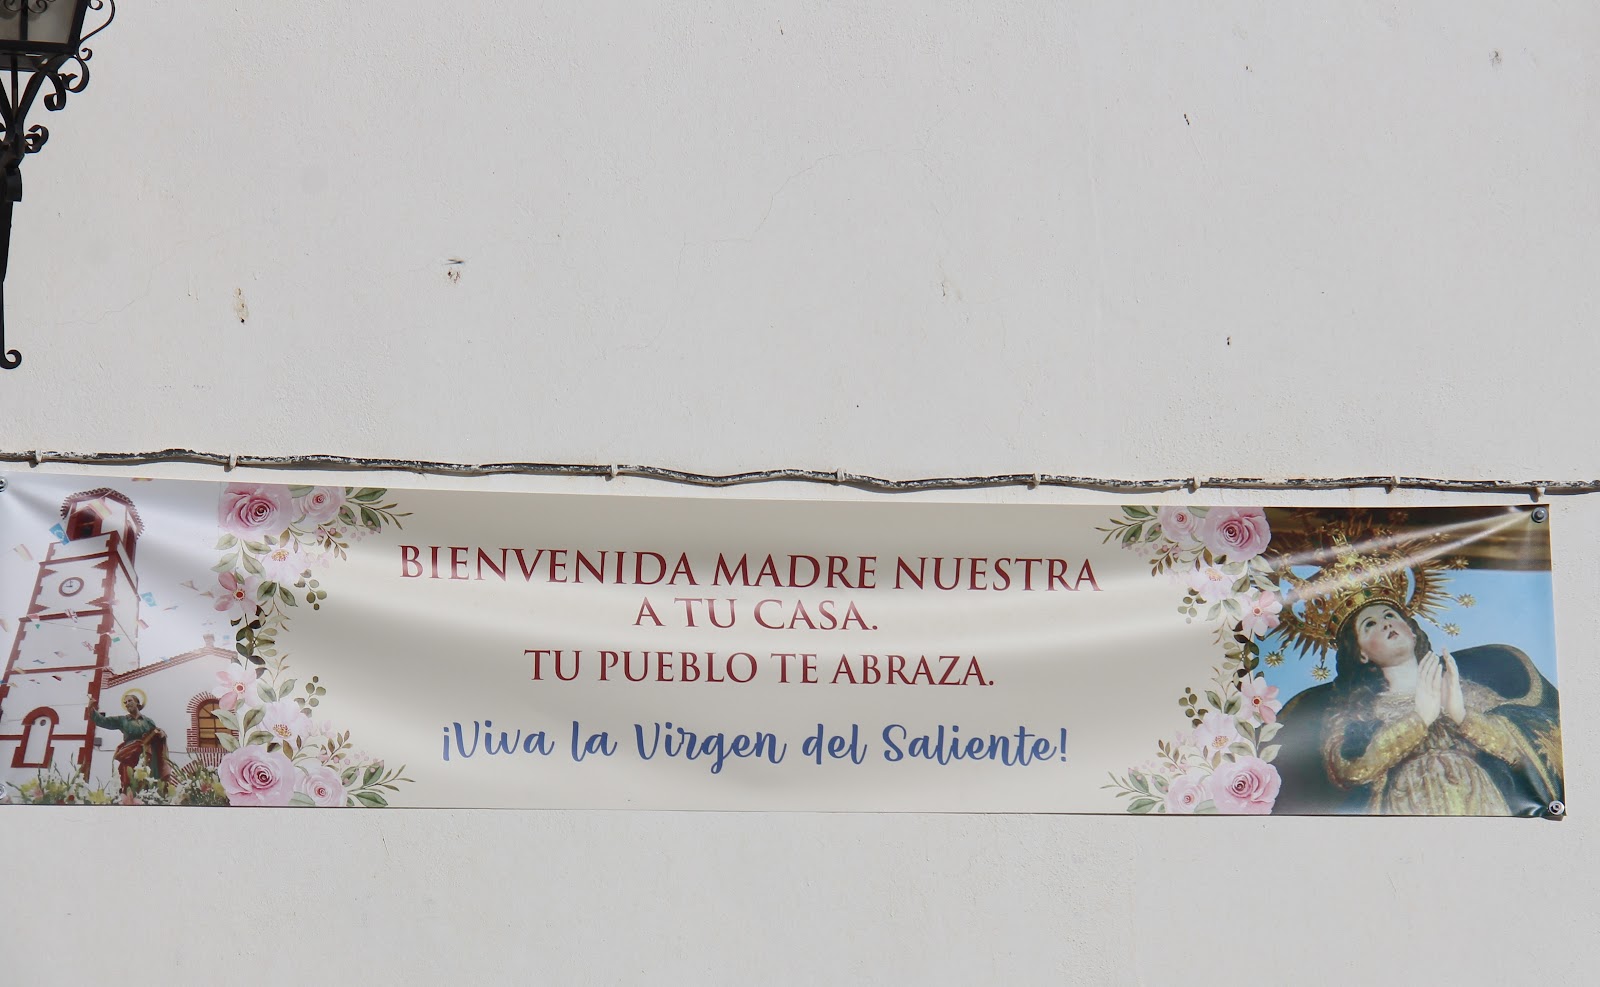 BIENVENIDA MADRE NUESTRA
A TU CASA.
TU PUEBLO TE ABRAZA.
¡Viva la Virgen del Saliente!